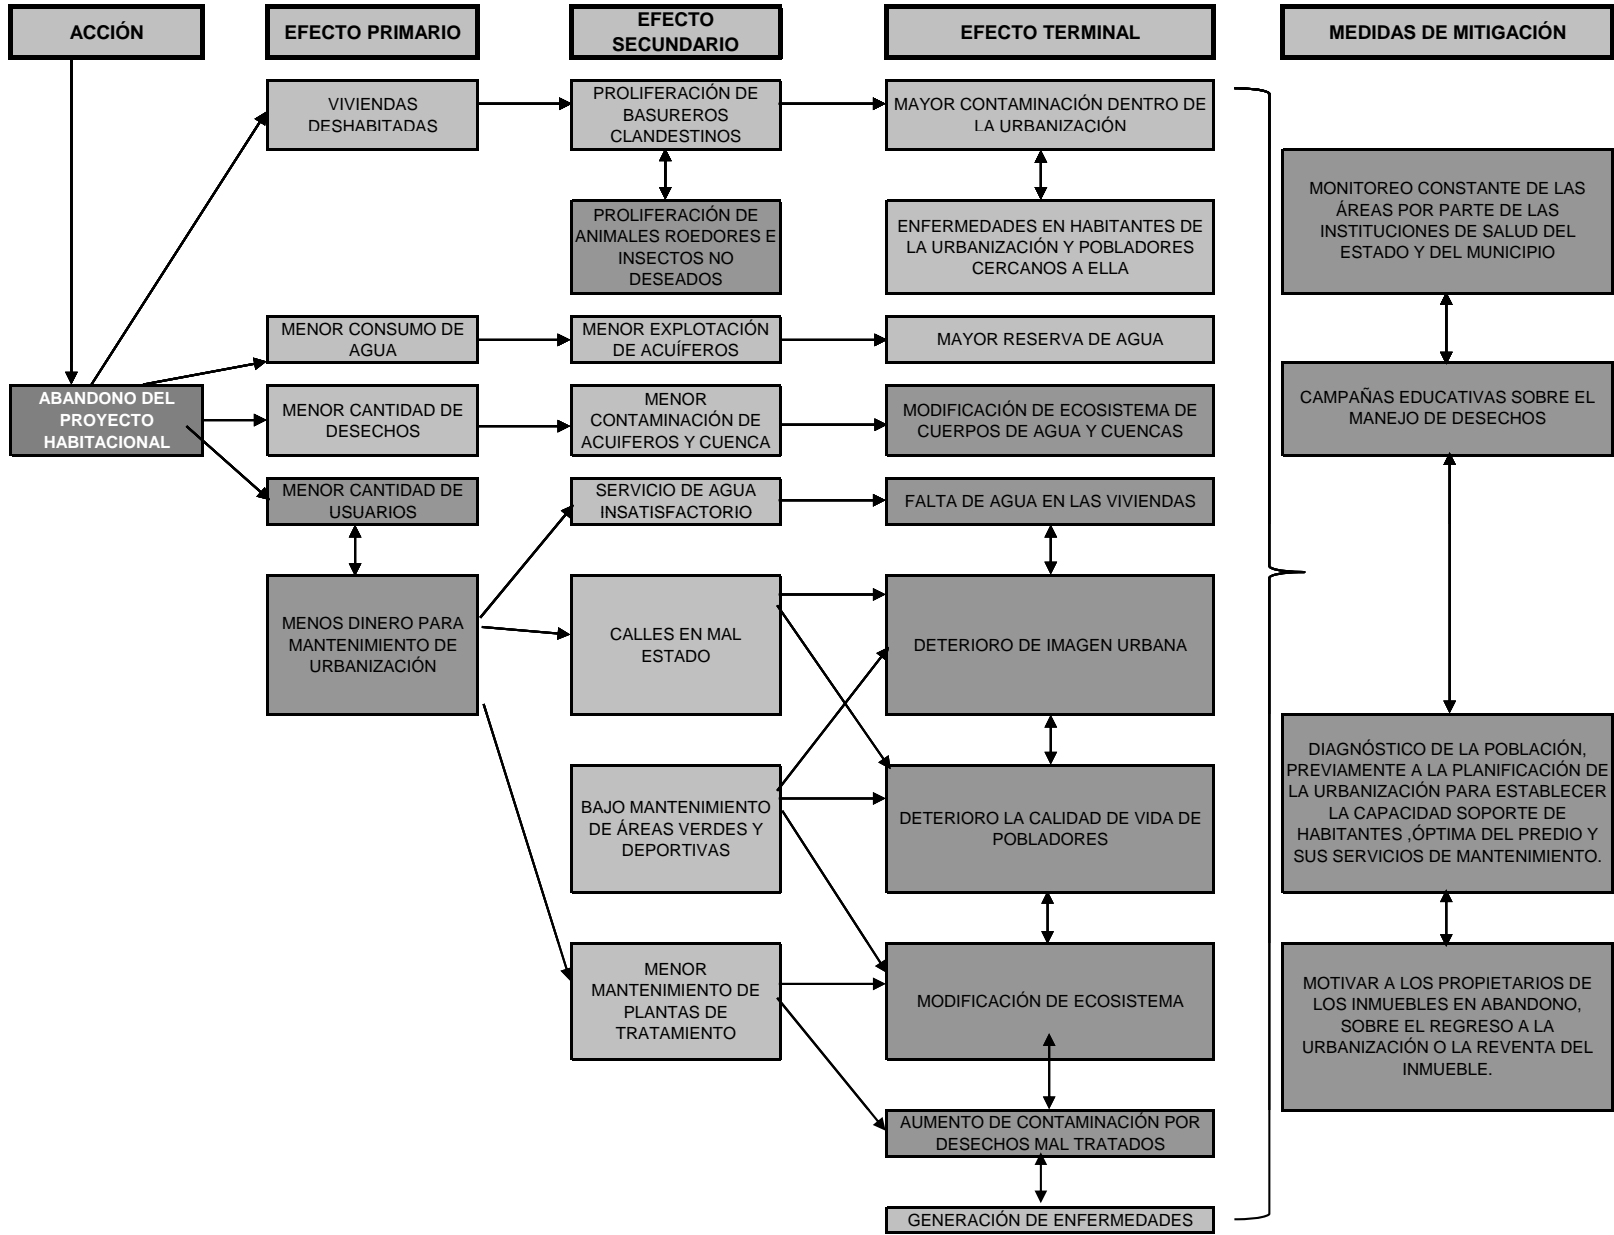 ACCIÓN
EFECTO PRIMARIO
EFECTO
SECUNDARIO
EFECTO TERMINAL
MEDIDAS DE MITIGACIÓN
VIVIENDAS
DESHABITADAS
PROLIFERACIÓN DE
BASUREROS
CLANDESTINOS
MAYOR CONTAMINACIÓN DENTRO DE
LA URBANIZACIÓN
MONITOREO CONSTANTE DE LAS
ÁREAS POR PARTE DE LAS
INSTITUCIONES DE SALUD DEL
ESTADO Y DEL MUNICIPIO
PROLIFERACIÓN DE
ANIMALES ROEDORES E
INSECTOS NO
DESEADOS
ENFERMEDADES EN HABITANTES DE
LA URBANIZACIÓN Y POBLADORES
CERCANOS A ELLA
MENOR CONSUMO DE
AGUA
MENOR EXPLOTACIÓN
DE ACUÍFEROS
MAYOR RESERVA DE AGUA
ABANDONO DEL
PROYECTO
HABITACIONAL
MENOR CANTIDAD DE
DESECHOS
MENOR
CONTAMINACIÓN DE
ACUIFEROS Y CUENCA
MODIFICACIÓN DE ECOSISTEMA DE
CUERPOS DE AGUA Y CUENCAS
CAMPAÑAS EDUCATIVAS SOBRE EL
MANEJO DE DESECHOS
MENOR CANTIDAD DE
USUARIOS
SERVICIO DE AGUA
INSATISFACTORIO
FALTA DE AGUA EN LAS VIVIENDAS
MENOS DINERO PARA
MANTENIMIENTO DE
URBANIZACIÓN
CALLES EN MAL
ESTADO
DETERIORO DE IMAGEN URBANA
BAJO MANTENIMIENTO
DE ÁREAS VERDES Y
DEPORTIVAS
DETERIORO LA CALIDAD DE VIDA DE
POBLADORES
DIAGNÓSTICO DE LA POBLACIÓN,
PREVIAMENTE A LA PLANIFICACIÓN DE
LA URBANIZACIÓN PARA ESTABLECER
LA CAPACIDAD SOPORTE DE
HABITANTES ,ÓPTIMA DEL PREDIO Y
SUS SERVICIOS DE MANTENIMIENTO.
MENOR
MANTENIMIENTO DE
PLANTAS DE
TRATAMIENTO
MODIFICACIÓN DE ECOSISTEMA
MOTIVAR A LOS PROPIETARIOS DE
LOS INMUEBLES EN ABANDONO,
SOBRE EL REGRESO A LA
URBANIZACIÓN O LA REVENTA DEL
INMUEBLE.
AUMENTO DE CONTAMINACIÓN POR
DESECHOS MAL TRATADOS
GENERACIÓN DE ENFERMEDADES